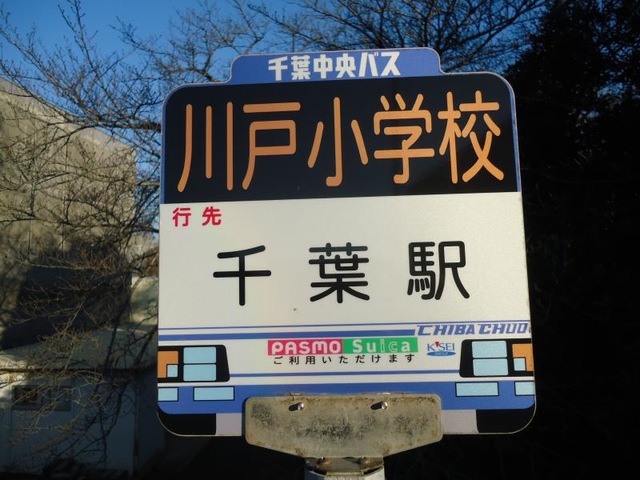 千葉中央バス
川戸小学校
行先
千葉駅
CHIBA CHUO
PASMO Suica
ご利用いただけます
KEISEI